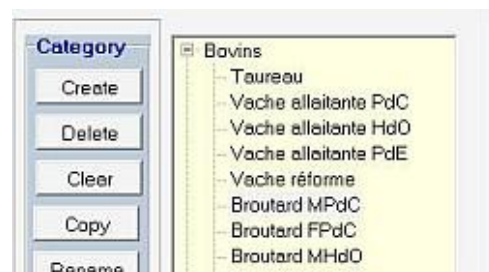 Category
Create
Delete
Clear
Copy
Rename
Bovins
Taureau
Vache allaitante PdC
Vache allaitante HdO
Vache allaitante PdE
Vache réforme
Broutard MPdC
Broutard FPdC
Broutard MHdO